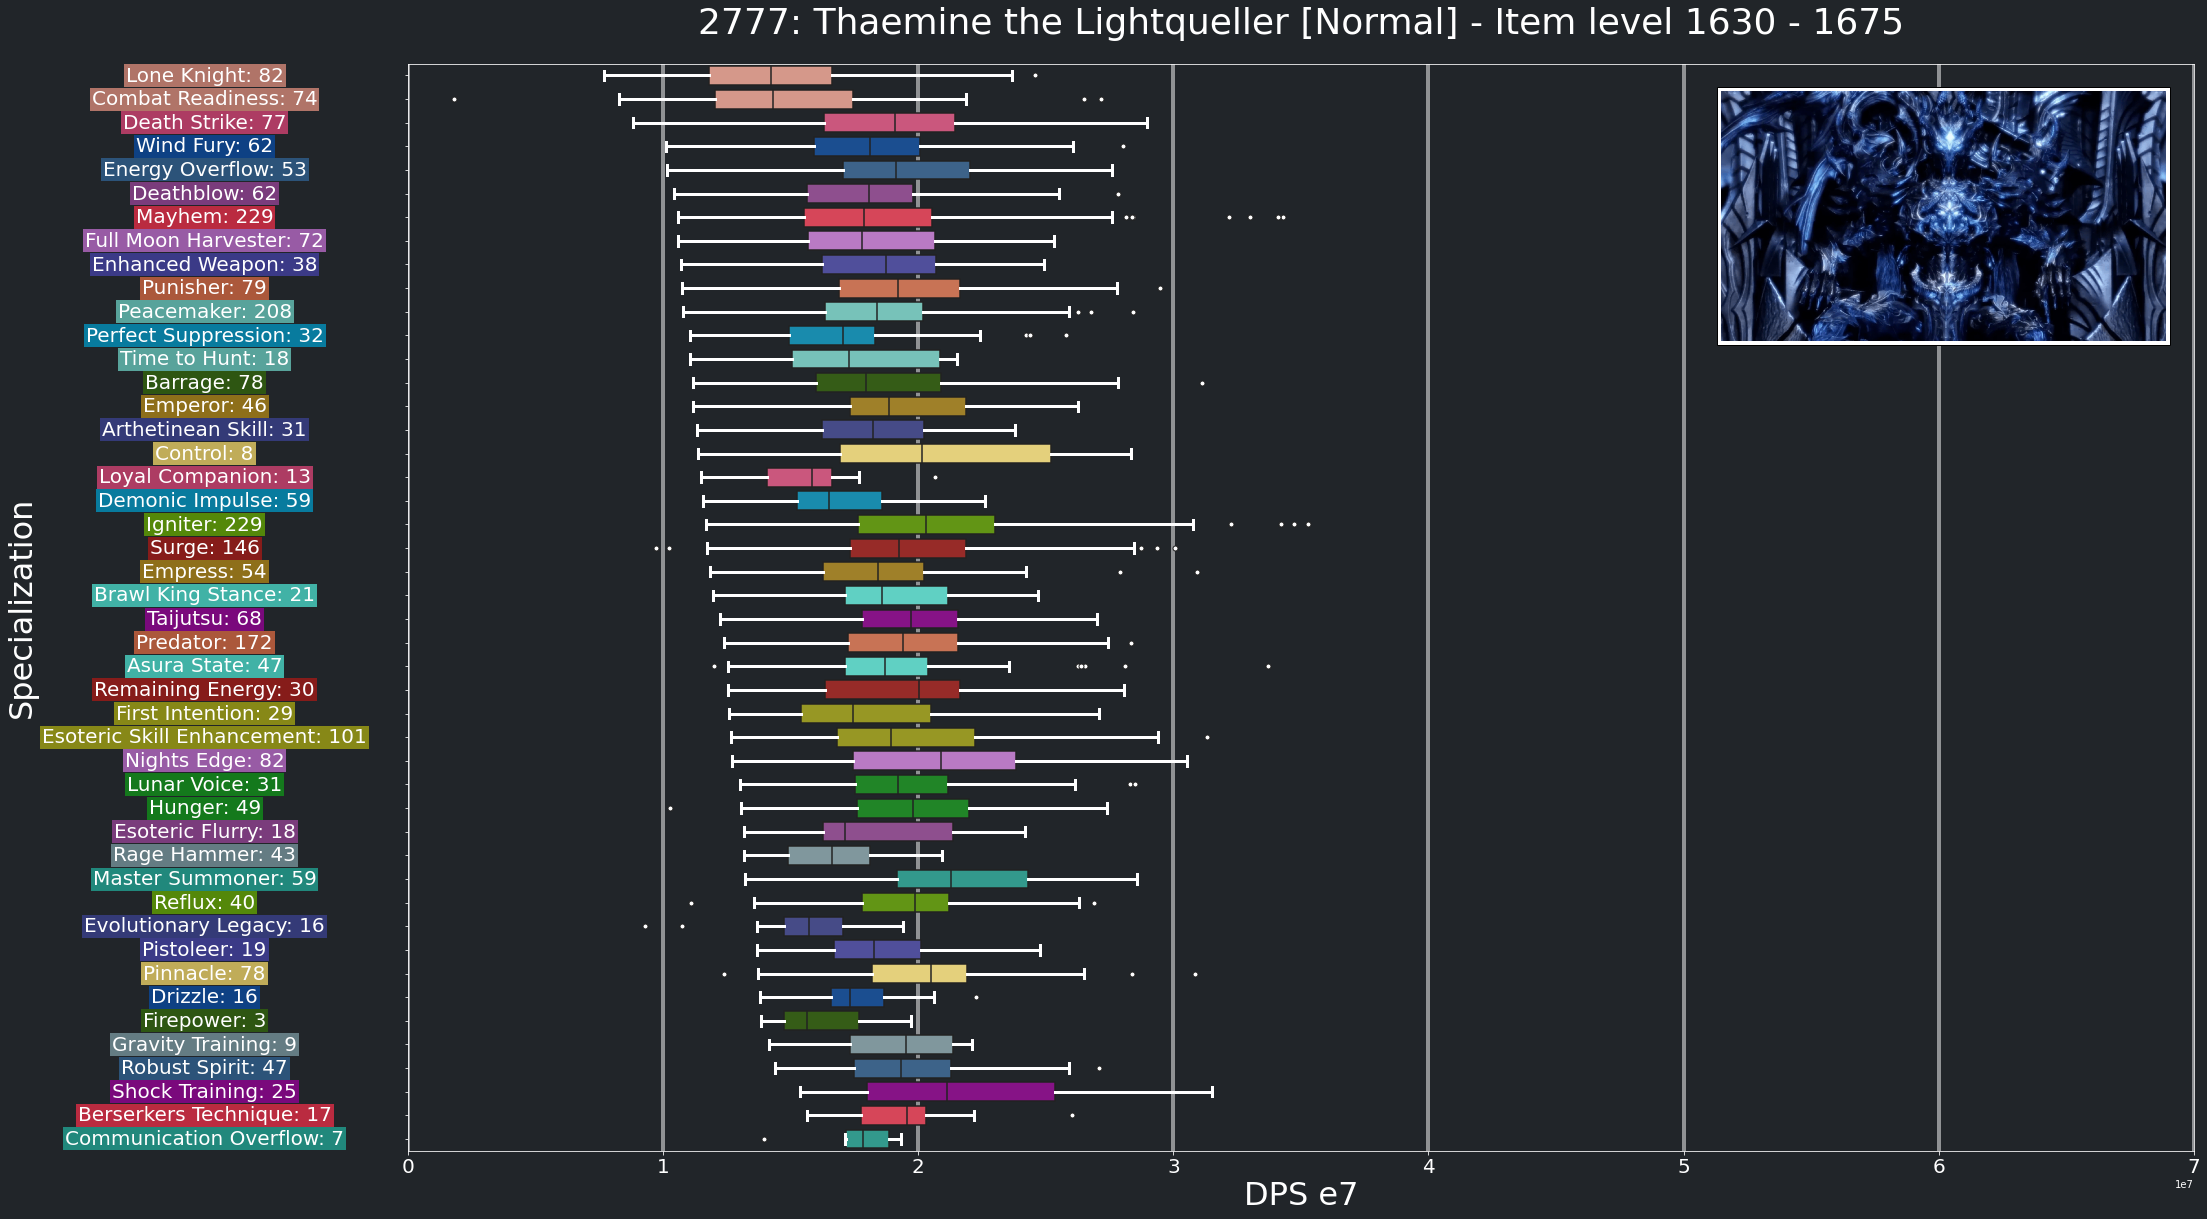 2777: Thaemine the Lightqueller [Normal] - Item level 1630 - 1675
Specialization
Lone Knight: 82
Combat Readiness: 74
Death Strike: 77
Wind Fury: 62
Energy Overflow: 53
Deathblow: 62
Mayhem: 229
Full Moon Harvester: 72
Enhanced Weapon: 38
Punisher: 79
Peacemaker: 208
Perfect Suppression: 32
Time to Hunt: 18
Barrage: 78
Emperor: 46
Arthetinean Skill: 31
Control: 8
Loyal Companion: 13
Demonic Impulse: 59
Igniter: 229
Surge: 146
Empress: 54
Brawl King Stance: 21
Taijutsu: 68
Predator: 172
Asura State: 47
Remaining Energy: 30
First Intention: 29
Esoteric Skill Enhancement: 101
Nights Edge: 82
Lunar Voice: 31
Hunger: 49
Esoteric Flurry: 18
Rage Hammer: 43
Master Summoner: 59
Reflux: 40
Evolutionary Legacy: 16
Pistoleer: 19
Pinnacle: 78
Drizzle: 16
Firepower: 3
Gravity Training: 9
Robust Spirit: 47
Shock Training: 25
Berserkers Technique: 17
Communication Overflow: 7
0 1 2 3 4 5 6 7
1e7
DPS e7